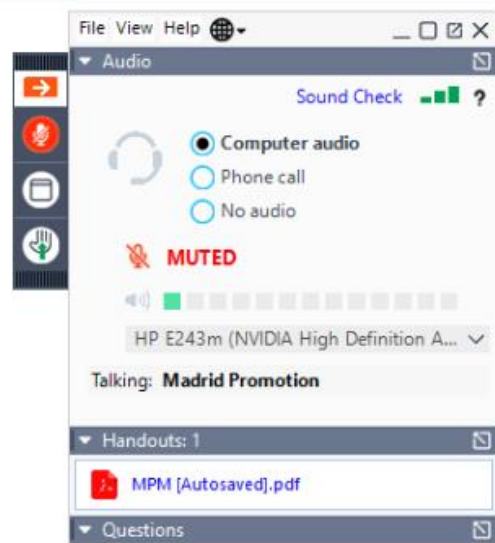 File View Help
Audio
Sound Check ?
Computer audio
Phone call
No audio
MUTED
HP E243m (NVIDIA High Definition A...
Talking: Madrid Promotion
Handouts: 1
MPM [Autosaved].pdf
Questions